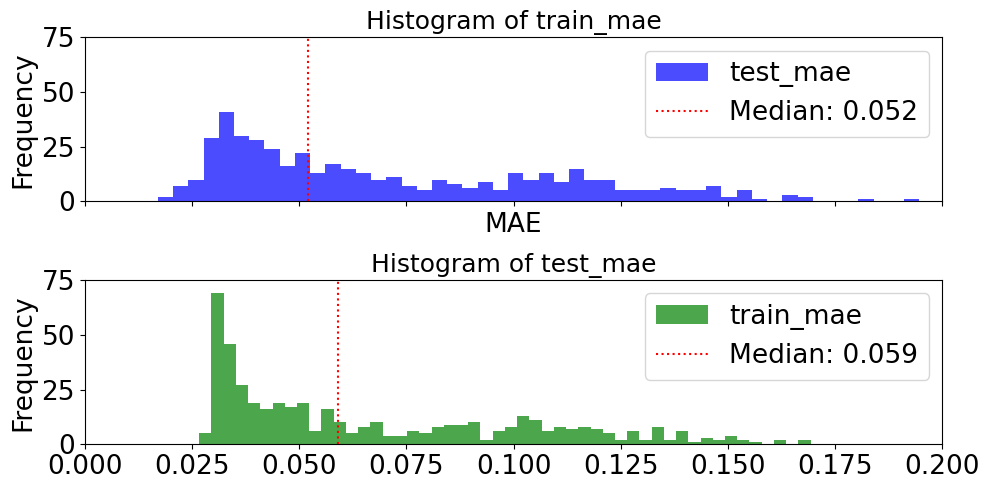 Histogram of train_mae
Frequency
75
50
25
0
test_mae
Median: 0.052
MAE
Histogram of test_mae
Frequency
75
50
25
0
train_mae
Median: 0.059
0.000 0.025 0.050 0.075 0.100 0.125 0.150 0.175 0.200